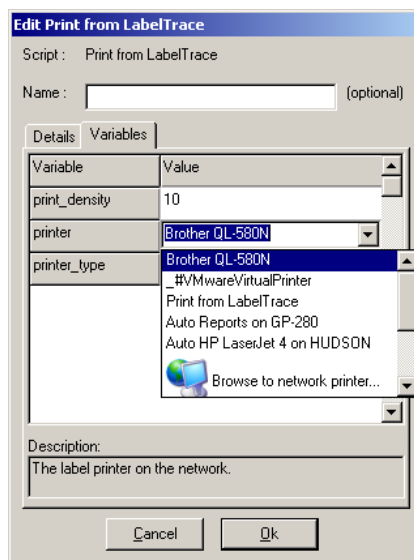 Edit Print from LabelTrace
Script : Print from LabelTrace
Name : (optional)
Details Variables
Variable Value
print_density 10
printer Brother QL-580N
printer_type Brother QL-580N
_#VMwareVirtualPrinter
Print from LabelTrace
Auto Reports on GP-280
Auto HP LaserJet 4 on HUDSON
Browse to network printer...
Description:
The label printer on the network.
Cancel Ok